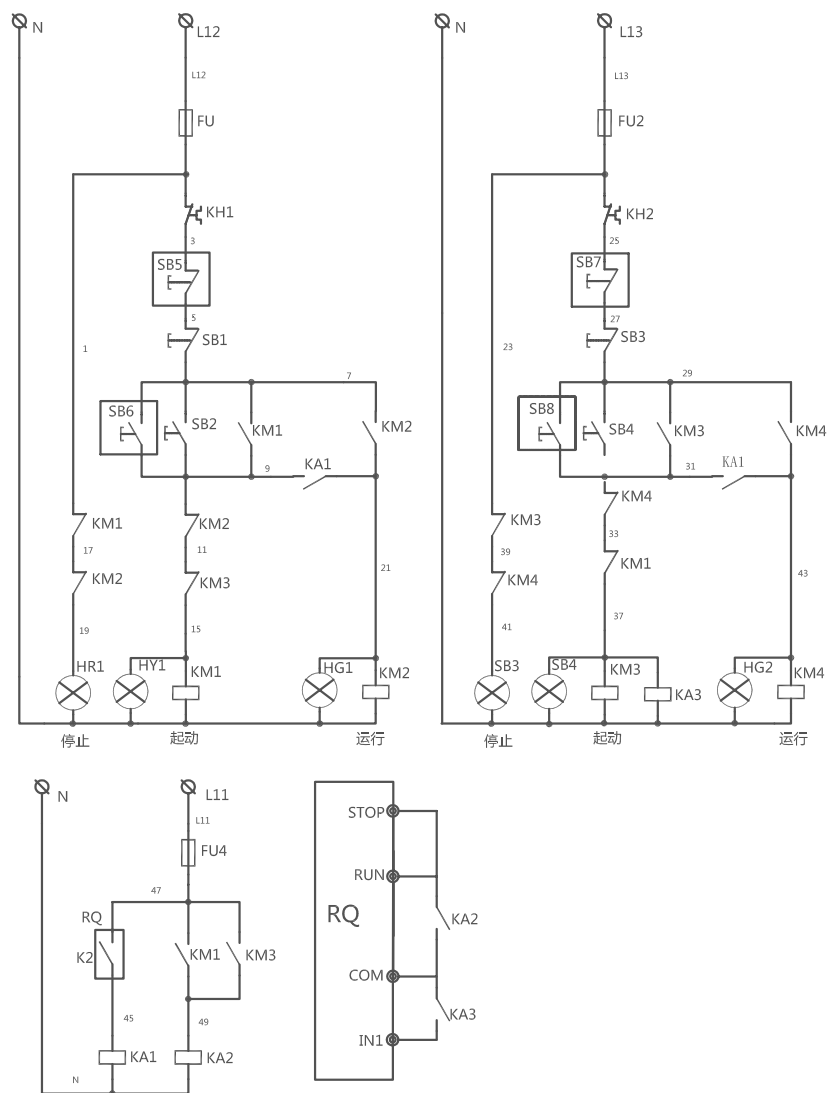 N
L12
L12
FU
KH1
3
SB5
5
SB1
1
7
SB6
SB2
KM1
KM2
9
KA1
KM1
KM2
17
11
KM2
KM3
21
19
15
HR1
HY1
KM1
HG1
KM2
停止
起动
运行
N
L13
L13
FU2
KH2
25
SB7
27
SB3
23
29
SB8
SB4
KM3
KM4
31
KA1
KM4
KM3
33
39
KM1
KM4
43
37
41
SB3
SB4
KM3
KA3
HG2
KM4
停止
起动
运行
N
L11
L11
FU4
47
RQ
K2
KM1
KM3
45
49
KA1
KA2
N
STOP
RUN
RQ
KA2
COM
KA3
IN1